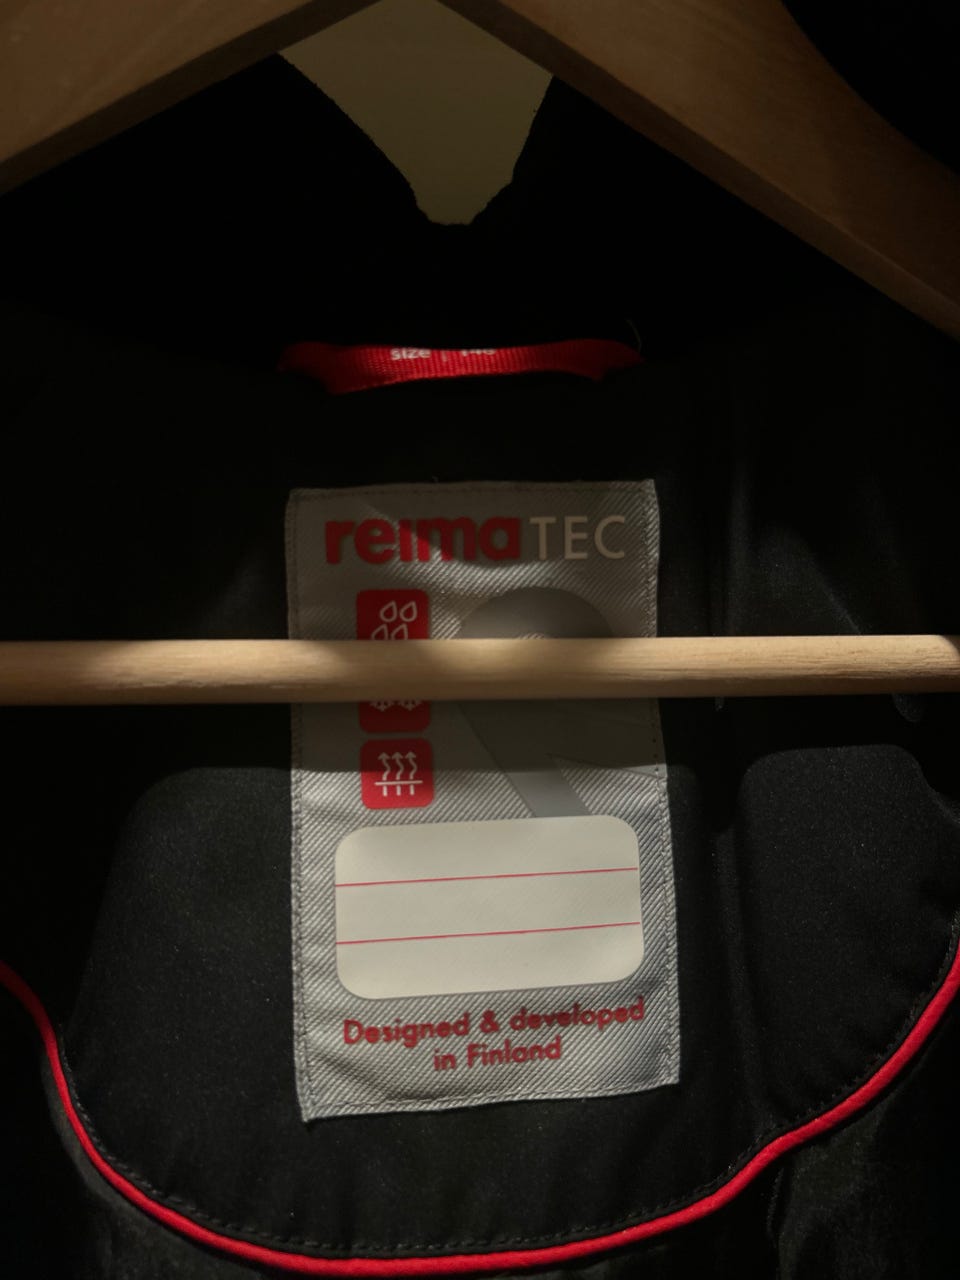 size
reimaTEC
Designed & developed
in Finland